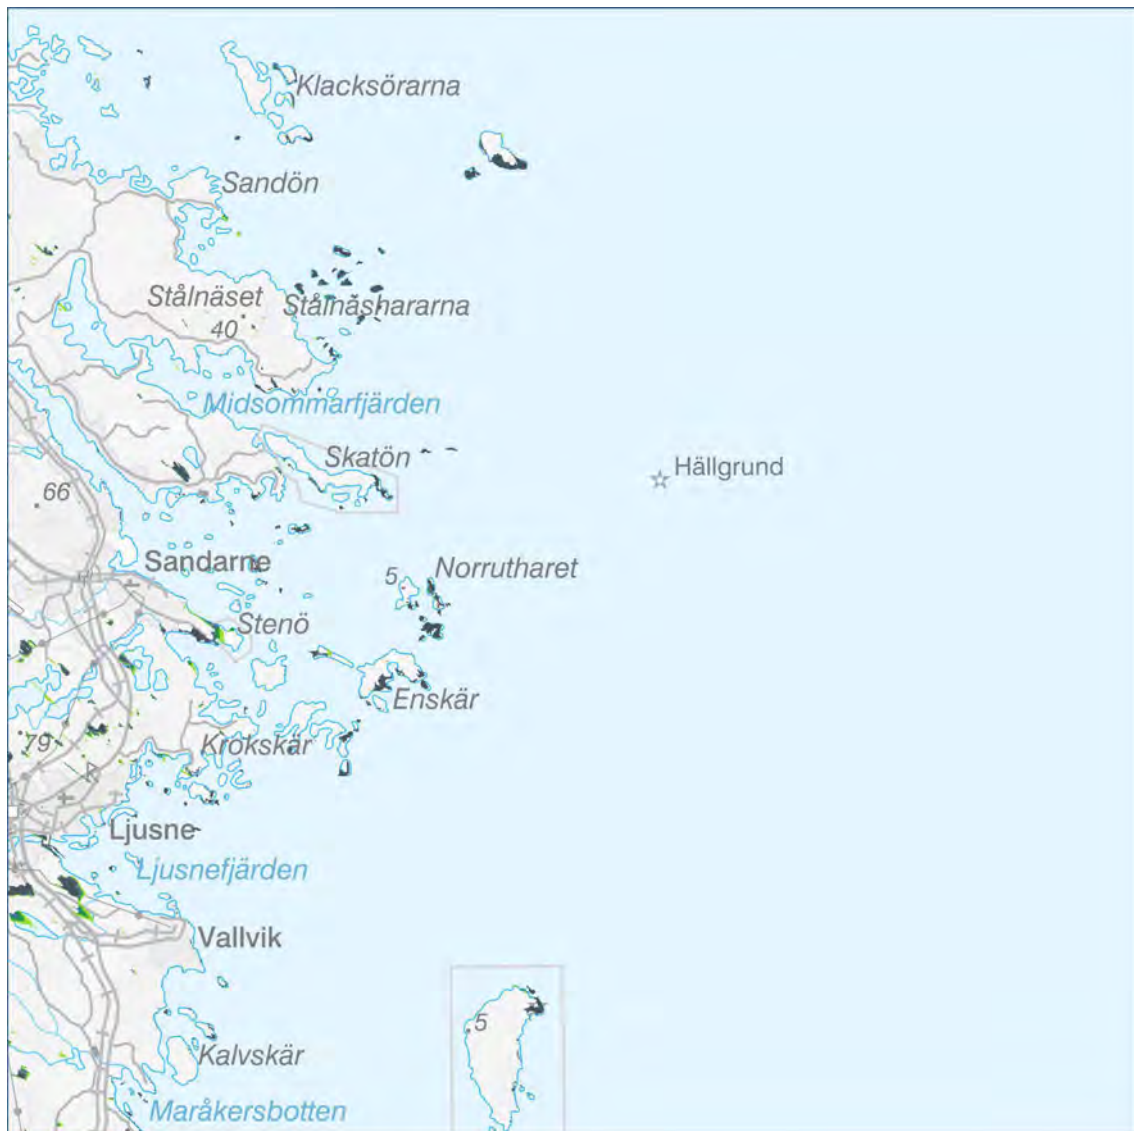 Klacksörarna
Sandön
Stålnäset
Stålnäshararna
40
Midsommarfjärden
Skatön
Hällgrund
66
Sandarne
5
Norrutharet
Stenö
Enskär
79
Krokskär
Ljusne
Ljusnefjärden
Vallvik
5
Kalvskär
Maråkersbotten